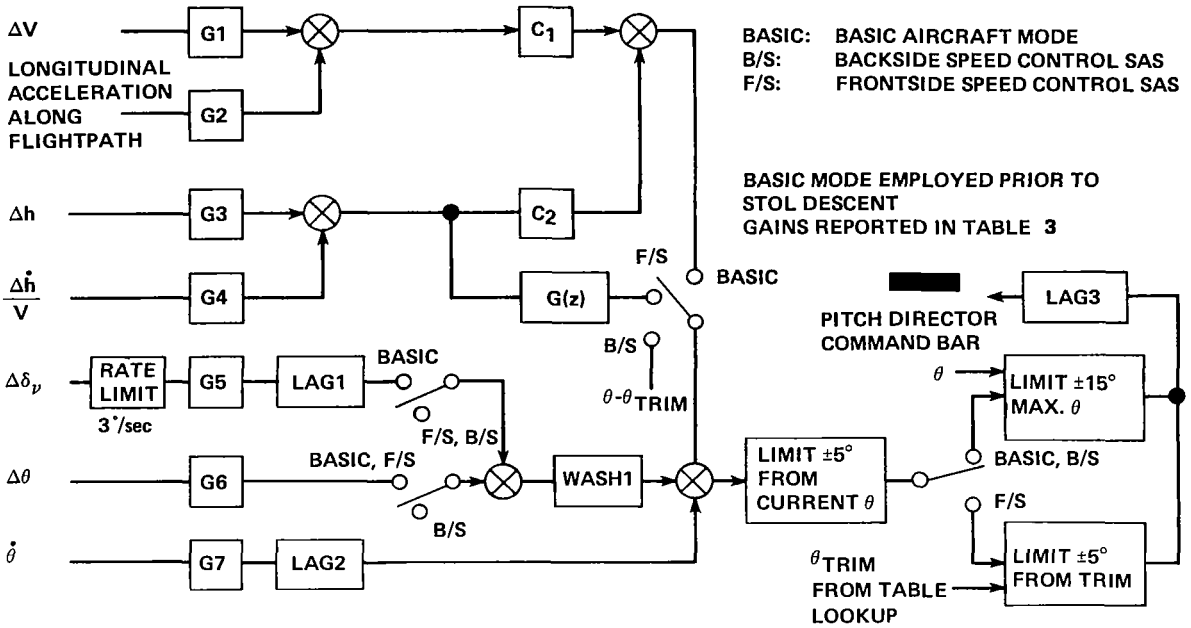 ΔV
G1
C1
BASIC: BASIC AIRCRAFT MODE
B/S: BACKSIDE SPEED CONTROL SAS
F/S: FRONTSIDE SPEED CONTROL SAS
LONGITUDINAL
ACCELERATION
ALONG
FLIGHTPATH
G2
Δh
G3
C2
BASIC MODE EMPLOYED PRIOR TO
STOL DESCENT
GAINS REPORTED IN TABLE 3
F/S
BASIC
Δḣ
V
G4
G(z)
LAG3
B/S
PITCH DIRECTOR
COMMAND BAR
θ-θTRIM
Δδν
RATE
LIMIT
3°/sec
G5
LAG1
BASIC
F/S, B/S
θ
LIMIT ±15°
MAX. θ
BASIC, B/S
Δθ
G6
BASIC, F/S
B/S
WASH1
LIMIT ±5°
FROM
CURRENT θ
F/S
θ̇
G7
LAG2
θTRIM
FROM TABLE
LOOKUP
LIMIT ±5°
FROM TRIM